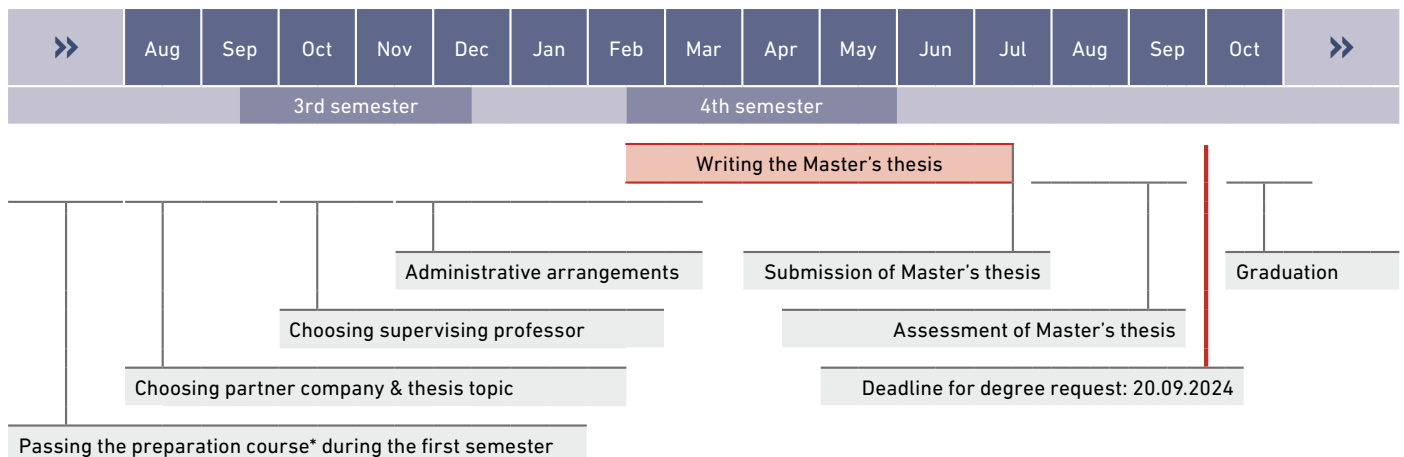 » Aug Sep Oct Nov Dec Jan Feb Mar Apr May Jun Jul Aug Sep Oct »
3rd semester 4th semester
Writing the Master's thesis
Administrative arrangements Submission of Master's thesis Graduation
Choosing supervising professor Assessment of Master's thesis
Choosing partner company & thesis topic Deadline for degree request: 20.09.2024
Passing the preparation course* during the first semester